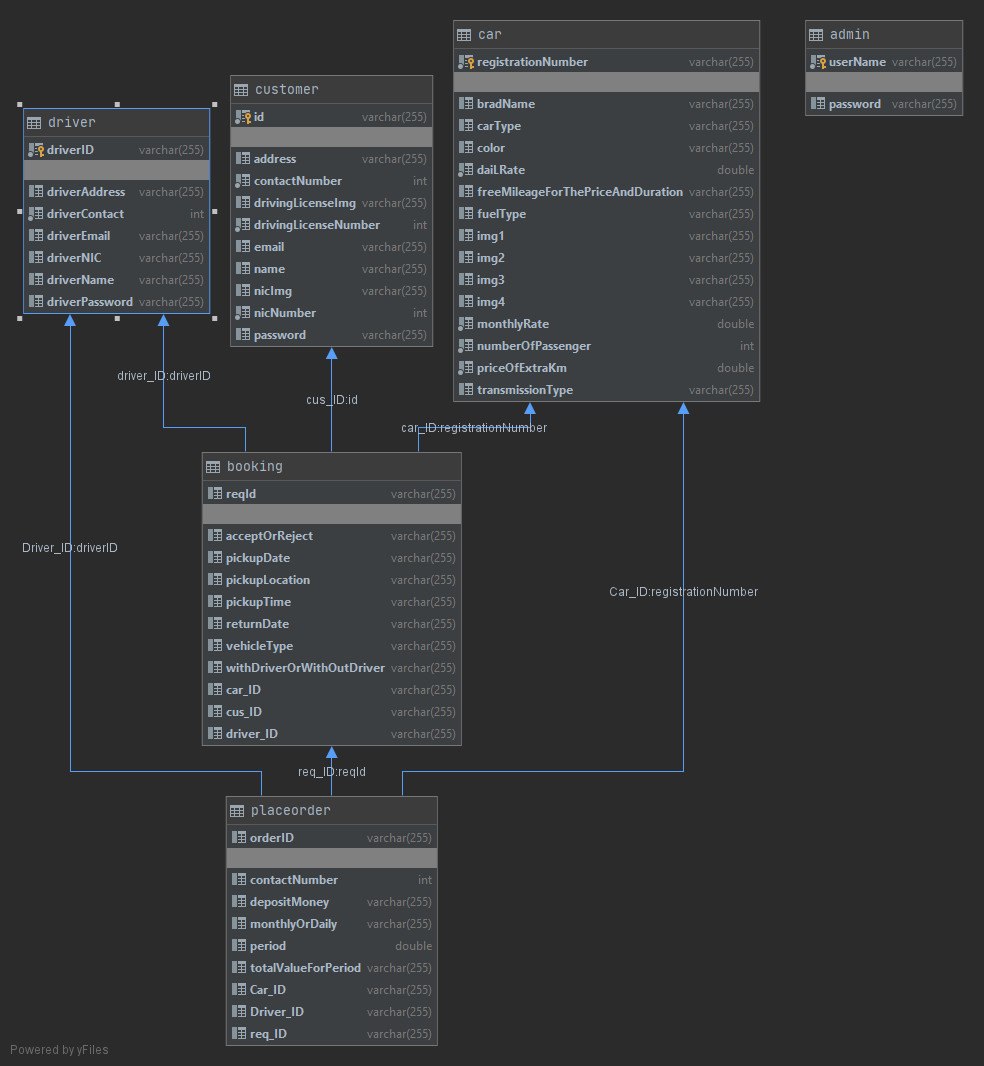 car
registrationNumber varchar(255)
bradName varchar(255)
carType varchar(255)
color varchar(255)
dailRate double
freeMileageForThePriceAndDuration varchar(255)
fuelType varchar(255)
img1 varchar(255)
img2 varchar(255)
img3 varchar(255)
img4 varchar(255)
monthlyRate double
numberOfPassenger int
priceOfExtraKm double
transmissionType varchar(255)
admin
userName varchar(255)
password varchar(255)
customer
id varchar(255)
address varchar(255)
contactNumber int
drivingLicenseImg varchar(255)
drivingLicenseNumber int
email varchar(255)
name varchar(255)
nicImg varchar(255)
nicNumber int
password varchar(255)
driver
driverID varchar(255)
driverAddress varchar(255)
driverContact int
driverEmail varchar(255)
driverNIC varchar(255)
driverName varchar(255)
driverPassword varchar(255)
driver_ID:driverID
cus_ID:id
car_ID:registrationNumber
booking
reqId varchar(255)
acceptOrReject varchar(255)
pickupDate varchar(255)
pickupLocation varchar(255)
pickupTime varchar(255)
returnDate varchar(255)
vehicleType varchar(255)
withDriverOrWithOutDriver varchar(255)
car_ID varchar(255)
cus_ID varchar(255)
driver_ID varchar(255)
Driver_ID:driverID
Car_ID:registrationNumber
req_ID:reqId
placeorder
orderID varchar(255)
contactNumber int
depositMoney varchar(255)
monthlyOrDaily varchar(255)
period double
totalValueForPeriod varchar(255)
Car_ID varchar(255)
Driver_ID varchar(255)
req_ID varchar(255)
Powered by yFiles